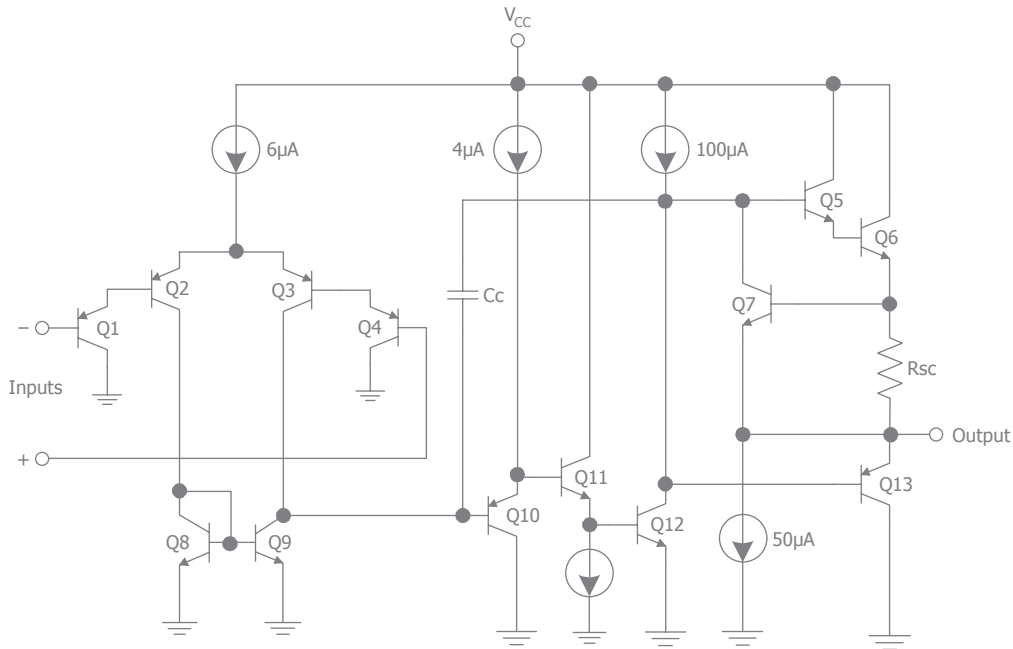 VCC
6μA
4μA
100μA
Q5
Q6
Q2
Q3
Cc
Q7
−
Q1
Q4
Rsc
Inputs
+
Output
Q11
Q13
Q10
Q12
Q8
Q9
50μA